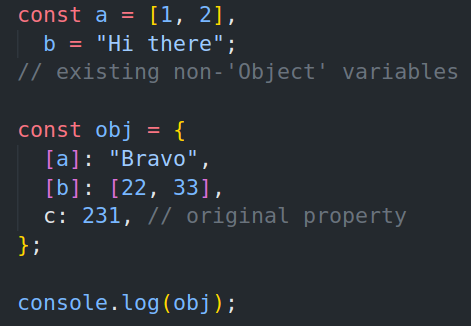 const a = [1, 2],
  b = "Hi there";
// existing non-'Object' variables

const obj = {
  [a]: "Bravo",
  [b]: [22, 33],
  c: 231, // original property
};

console.log(obj);